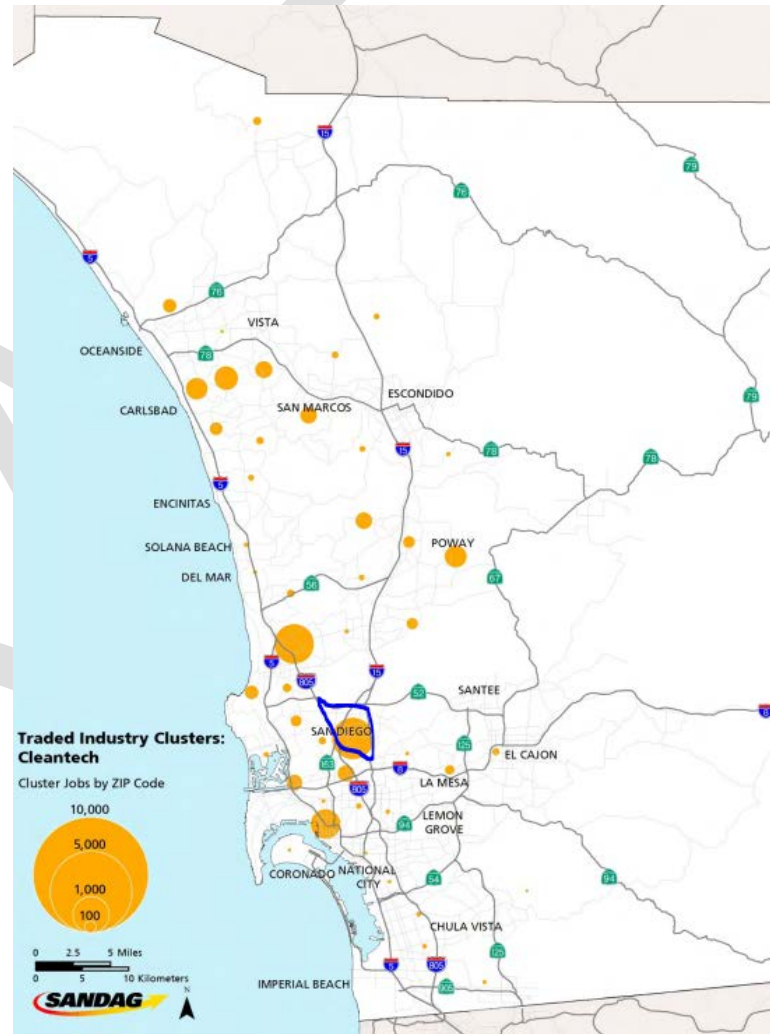 15
79
76
5
76
VISTA
OCEANSIDE
78
ESCONDIDO
79
CARLSBAD
SAN MARCOS
15
78
78
5
ENCINITAS
SOLANA BEACH
POWAY
DEL MAR
56
67
5
15
805
52
SANTEE
8
SAN DIEGO
125
EL CAJON
163
8
LA MESA
805
LEMON
GROVE
94
CORONADO
NATIONAL
CITY
54
94
CHULA VISTA
125
5
805
IMPERIAL BEACH
905
Traded Industry Clusters:
Cleantech
Cluster Jobs by ZIP Code
10,000
5,000
1,000
100
0 2.5 5 Miles
0 5 10 Kilometers
SANDAG
N